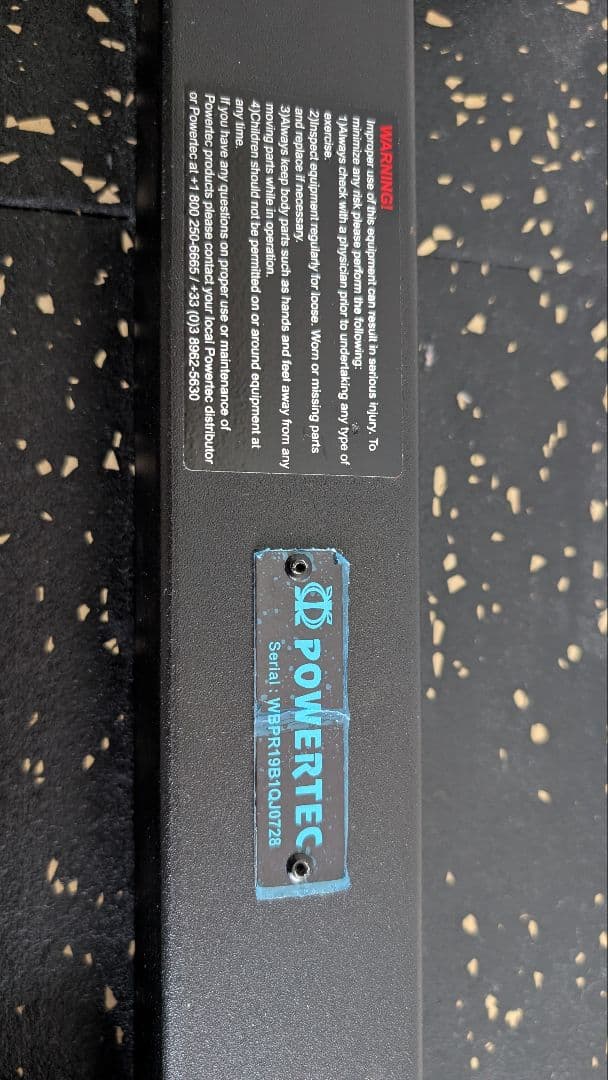 WARNING!
Improper use of this equipment can result in serious injury. To
minimize any risk please perform the following:
1)Always check with a physician prior to undertaking any type of
exercise.
2)Inspect equipment regularly for loose. Worn or missing parts
and replace if necessary.
3)Always keep body parts such as hands and feet away from any
moving parts while in operation.
4)Children should not be permitted on or around equipment at
any time.
If you have any questions on proper use or maintenance of
Powertec products please contact your local Powertec distributor
or Powertec at +1 800 250-6665 / +33 (0)3 8962-5630
POWERTEC
Serial : WBPR19B1QJ0728